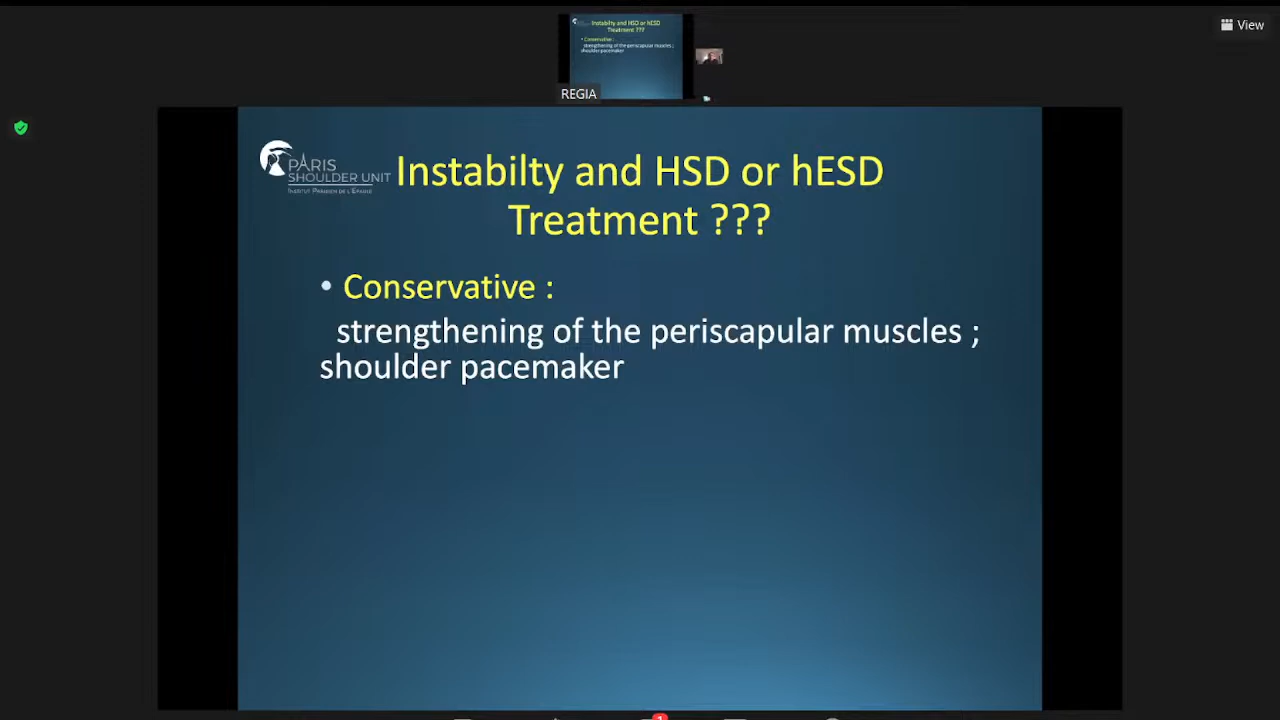 View
Instabilty and HSD or hESD
Treatment ???
Conservative :
strengthening of the periscapular muscles ;
shoulder pacemaker
REGIA
PARIS
SHOULDER UNIT
INSTITUT PARISIEN DE L'EPAULE
Instabilty and HSD or hESD
Treatment ???
• Conservative :
strengthening of the periscapular muscles ;
shoulder pacemaker
1